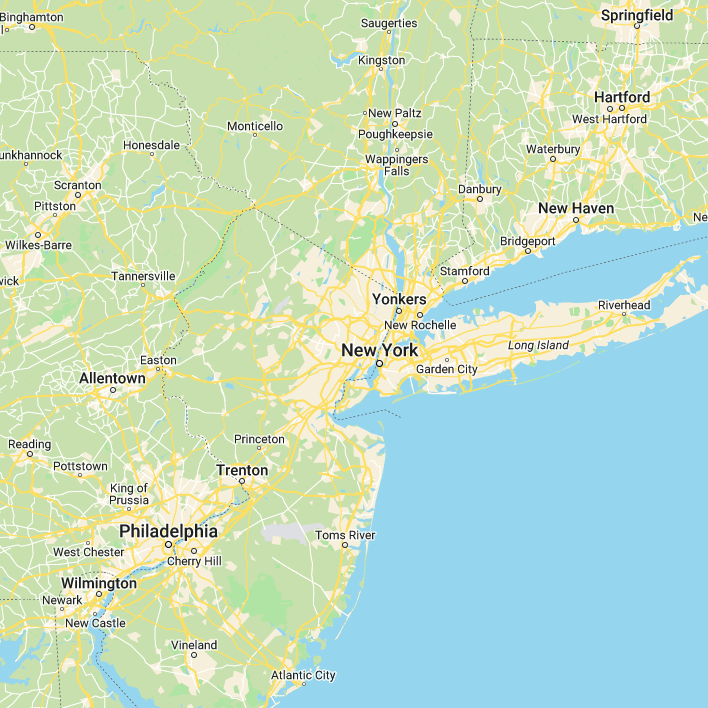 Springfield
Binghamton
Saugerties
Kingston
Hartford
New Paltz
West Hartford
Monticello
Poughkeepsie
Honesdale
Waterbury
unkhannock
Wappingers
Falls
Scranton
Danbury
Pittston
New Haven
Ne
Wilkes-Barre
Bridgeport
Stamford
wick
Tannersville
Yonkers
Riverhead
New Rochelle
New York
Long Island
Easton
Garden City
Allentown
Princeton
Reading
Pottstown
Trenton
King of
Prussia
Philadelphia
Toms River
West Chester
Cherry Hill
Wilmington
Newark
New Castle
Vineland
Atlantic City